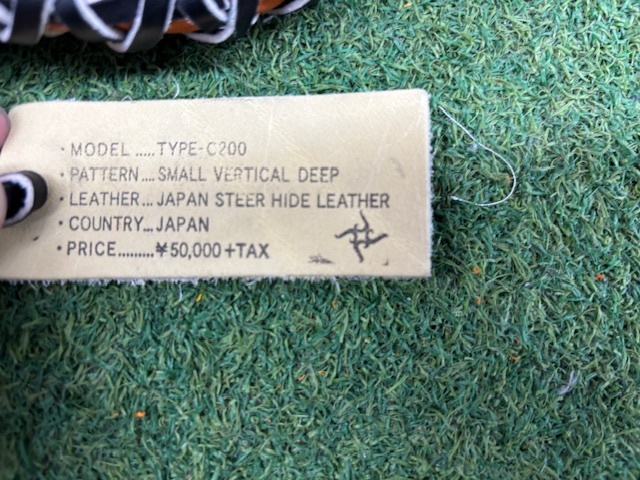 ・MODEL .....TYPE-C200
・PATTERN....SMALL VERTICAL DEEP
・LEATHER...JAPAN STEER HIDE LEATHER
・COUNTRY...JAPAN
・PRICE.........¥50,000+TAX